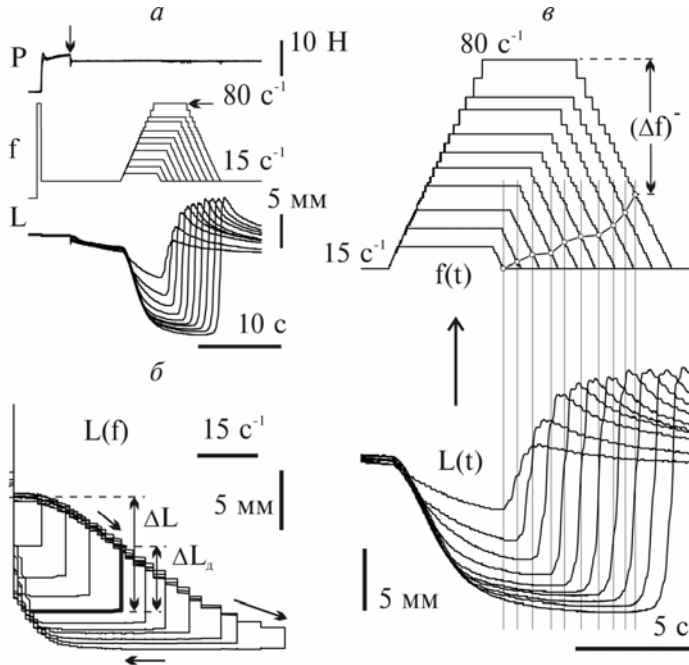 а
P
10 Н
f
80 с⁻¹
15 с⁻¹
L
5 мм
10 с
б
L(f)
15 с⁻¹
5 мм
ΔL
ΔLд
в
80 с⁻¹
(Δf)⁻
15 с⁻¹
f(t)
L(t)
5 мм
5 с